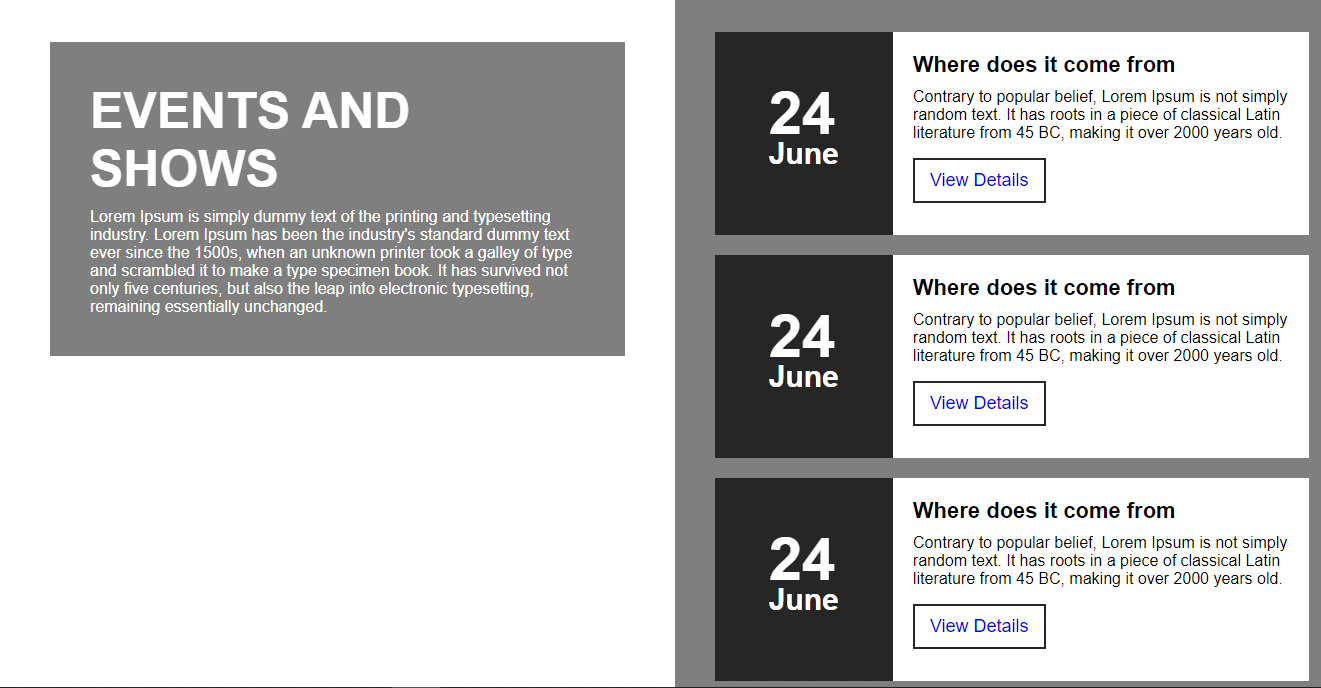 EVENTS AND
SHOWS
Lorem Ipsum is simply dummy text of the printing and typesetting
industry. Lorem Ipsum has been the industry's standard dummy text
ever since the 1500s, when an unknown printer took a galley of type
and scrambled it to make a type specimen book. It has survived not
only five centuries, but also the leap into electronic typesetting,
remaining essentially unchanged.
24
June
Where does it come from
Contrary to popular belief, Lorem Ipsum is not simply
random text. It has roots in a piece of classical Latin
literature from 45 BC, making it over 2000 years old.
View Details
24
June
Where does it come from
Contrary to popular belief, Lorem Ipsum is not simply
random text. It has roots in a piece of classical Latin
literature from 45 BC, making it over 2000 years old.
View Details
24
June
Where does it come from
Contrary to popular belief, Lorem Ipsum is not simply
random text. It has roots in a piece of classical Latin
literature from 45 BC, making it over 2000 years old.
View Details